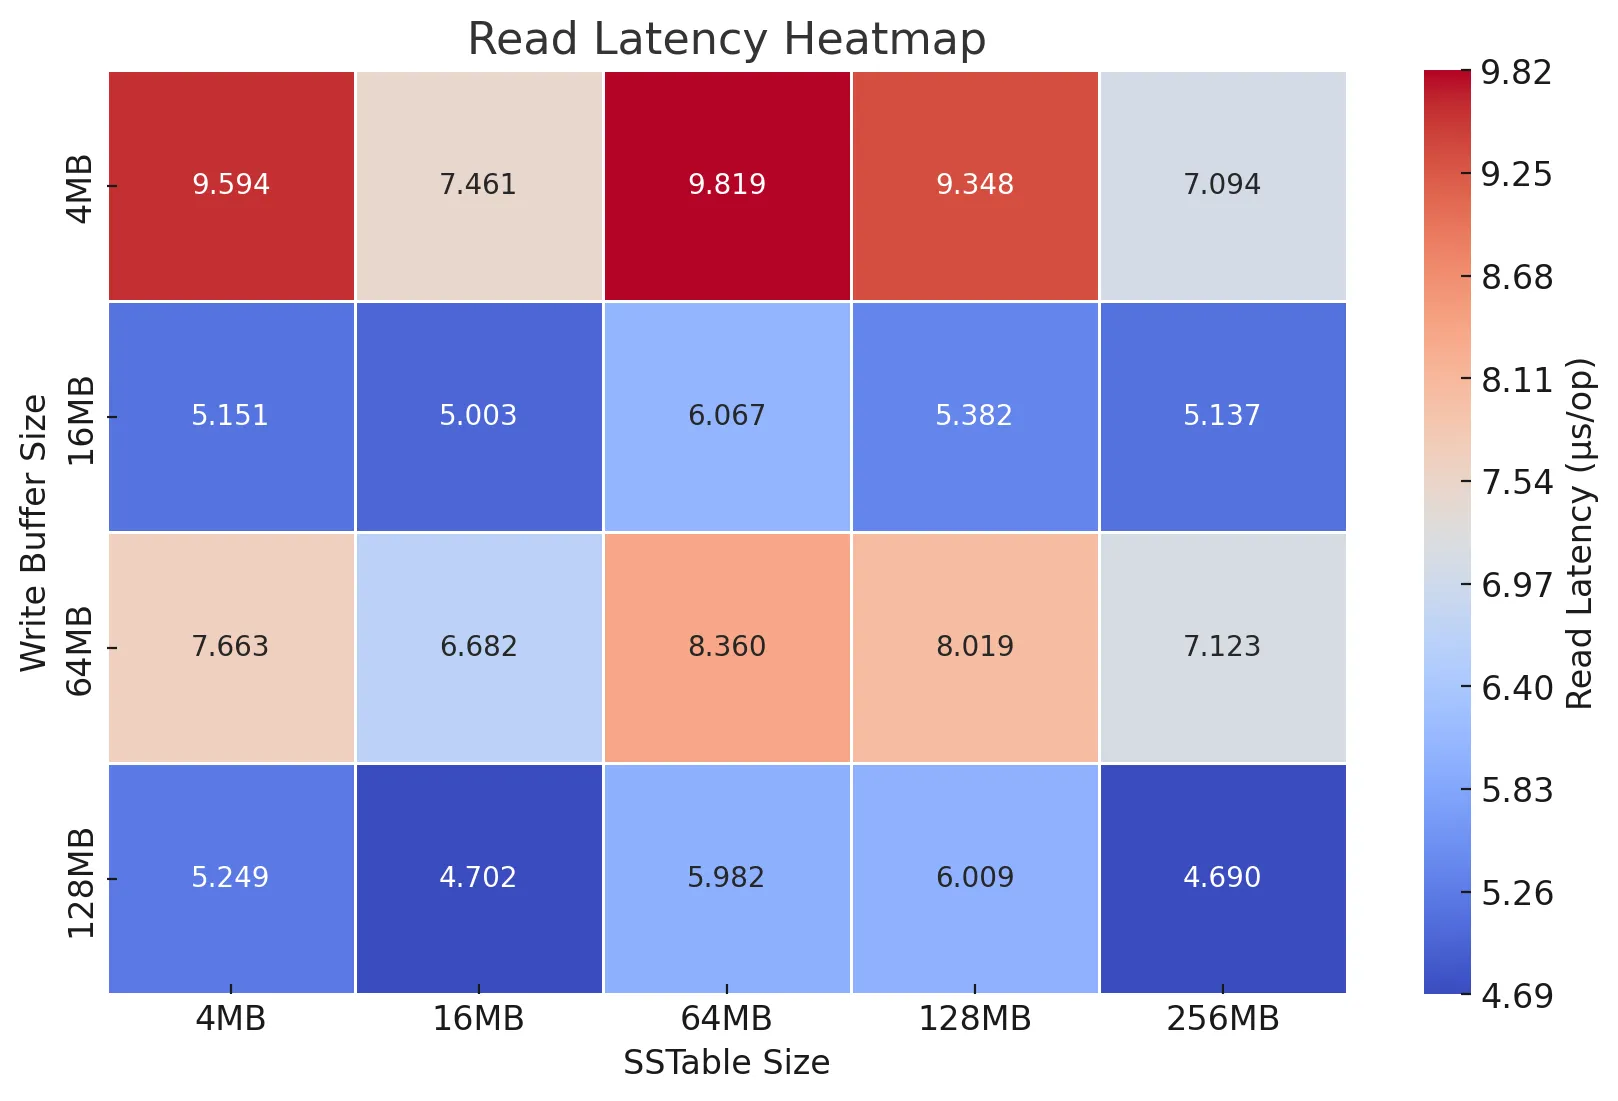 Read Latency Heatmap
Write Buffer Size
4MB
9.594 7.461 9.819 9.348 7.094
16MB
5.151 5.003 6.067 5.382 5.137
64MB
7.663 6.682 8.360 8.019 7.123
128MB
5.249 4.702 5.982 6.009 4.690
4MB 16MB 64MB 128MB 256MB
SSTable Size
9.82
9.25
8.68
8.11
7.54
6.97
6.40
5.83
5.26
4.69
Read Latency (µs/op)